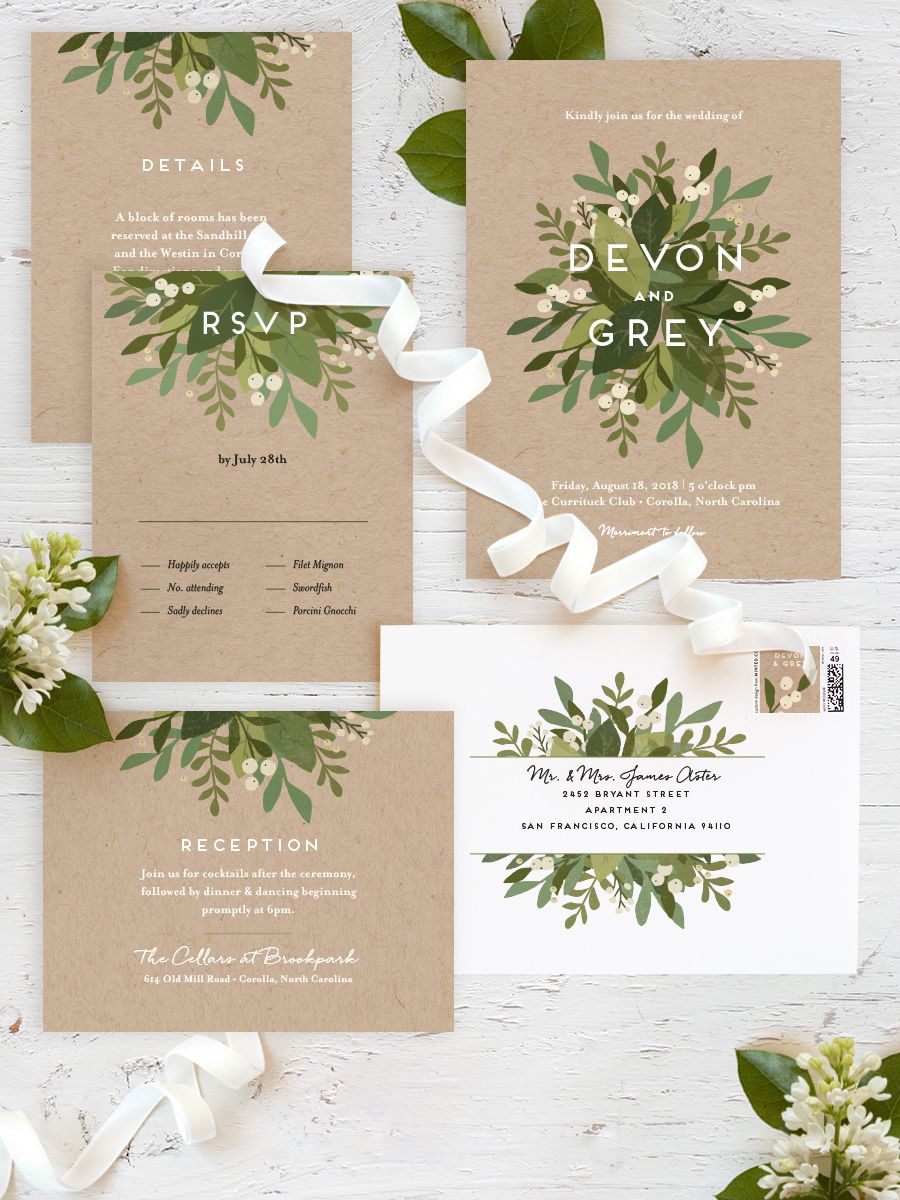 DETAILS
A block of rooms has been
reserved at the Sandhill
and the Westin in
RSVP
by July 28th
Happily accepts
No. attending
Sadly declines
Filet Mignon
Swordfish
Porcini Gnocchi
Kindly join us for the wedding of
DEVON
AND
GREY
Friday, August 18, 2018 | 5 o'clock pm
Currituck Club • Corolla, North Carolina
Merriment to follow
DEVON
& GREY
US
49
Mr. & Mrs. James Aster
2452 BRYANT STREET
APARTMENT 2
SAN FRANCISCO, CALIFORNIA 94110
RECEPTION
Join us for cocktails after the ceremony,
followed by dinner & dancing beginning
promptly at 6pm.
The Cellars at Brookpark
614 Old Mill Road • Corolla, North Carolina